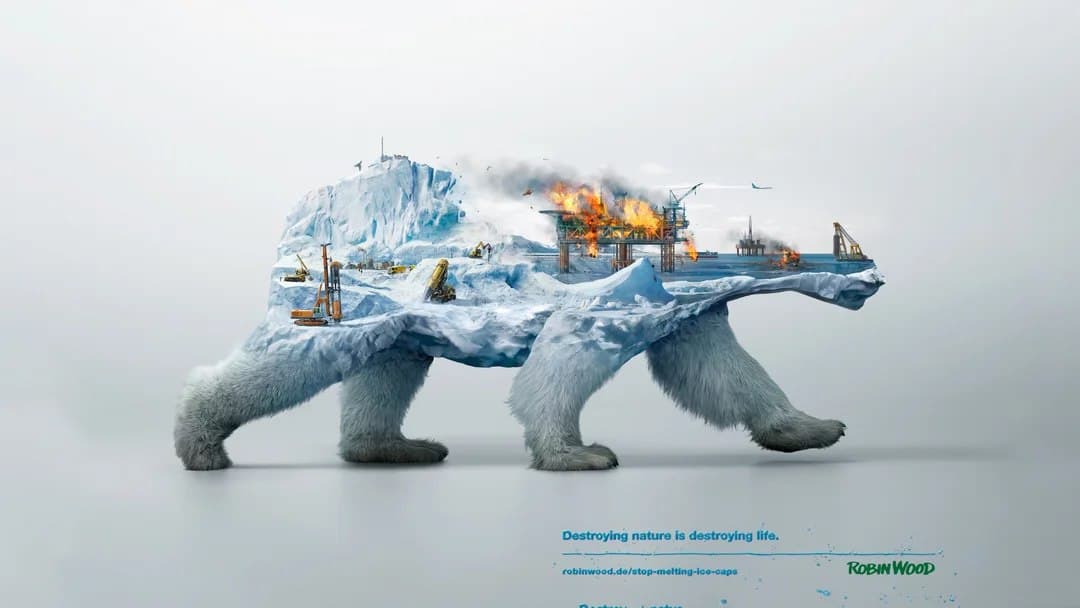 Destroying nature is destroying life.
robinwood.de/stop-melting-ice-caps
ROBIN WOOD